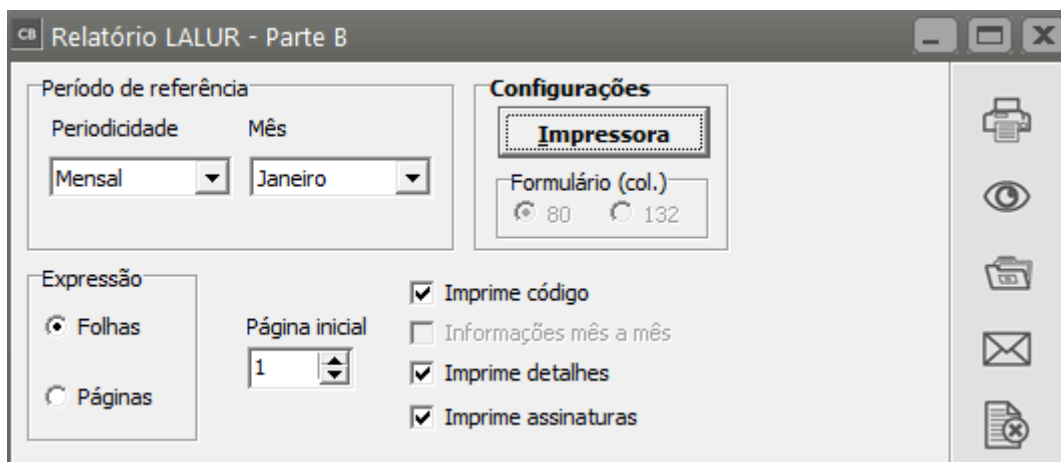 CB Relatório LALUR - Parte B
Período de referência
Periodicidade Mês
Mensal Janeiro
Configurações
Impressora
Formulário (col.)
80 132
Expressão
Folhas
Páginas
Página inicial
1
Imprime código
Informações mês a mês
Imprime detalhes
Imprime assinaturas